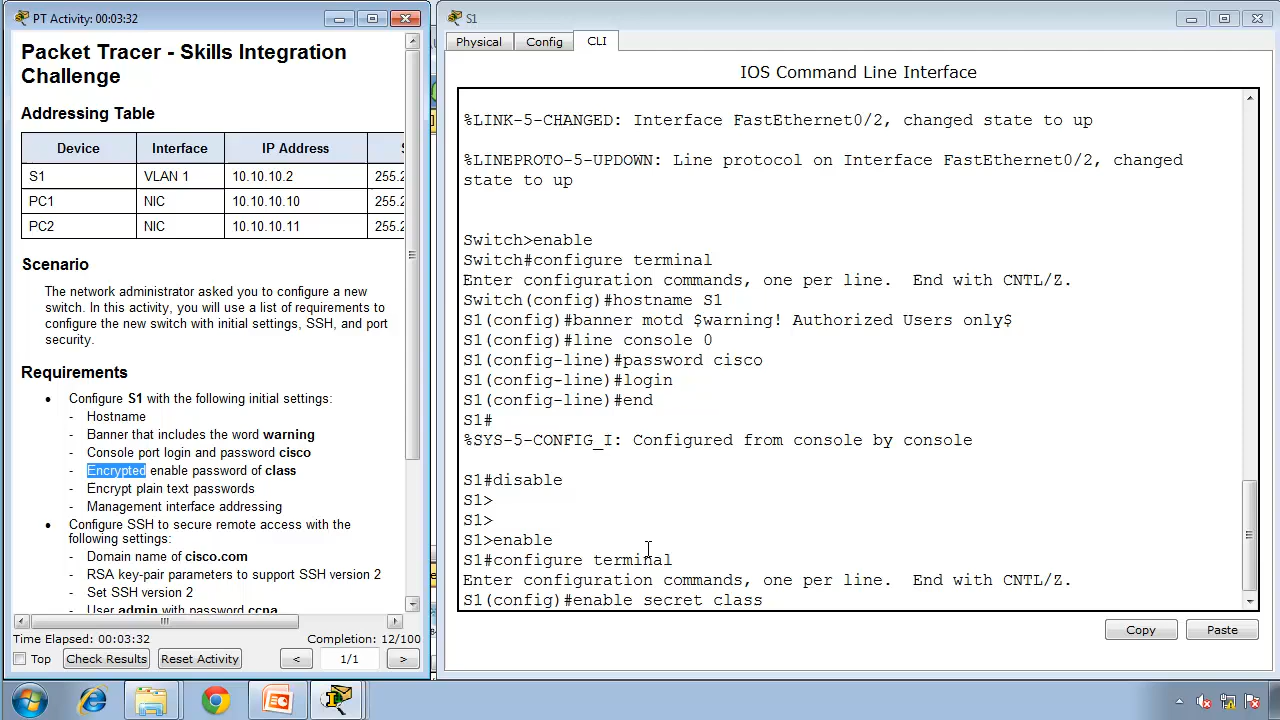 PT Activity: 00:03:32
Packet Tracer - Skills Integration
Challenge
Addressing Table
Device Interface IP Address S
S1 VLAN 1 10.10.10.2 255.2
PC1 NIC 10.10.10.10 255.2
PC2 NIC 10.10.10.11 255.2
Scenario
The network administrator asked you to configure a new
switch. In this activity, you will use a list of requirements to
configure the new switch with initial settings, SSH, and port
security.
Requirements
• Configure S1 with the following initial settings:
- Hostname
- Banner that includes the word warning
- Console port login and password cisco
- Encrypted enable password of class
- Encrypt plain text passwords
- Management interface addressing
• Configure SSH to secure remote access with the
following settings:
- Domain name of cisco.com
- RSA key-pair parameters to support SSH version 2
- Set SSH version 2
- User admin with password ccna
Time Elapsed: 00:03:32 Completion: 12/100
Top Check Results Reset Activity < 1/1 >
S1
Physical Config CLI
IOS Command Line Interface
%LINK-5-CHANGED: Interface FastEthernet0/2, changed state to up
%LINEPROTO-5-UPDOWN: Line protocol on Interface FastEthernet0/2, changed
state to up
Switch>enable
Switch#configure terminal
Enter configuration commands, one per line.  End with CNTL/Z.
Switch(config)#hostname S1
S1(config)#banner motd $warning! Authorized Users only$
S1(config)#line console 0
S1(config-line)#password cisco
S1(config-line)#login
S1(config-line)#end
S1#
%SYS-5-CONFIG_I: Configured from console by console
S1#disable
S1>
S1>
S1>enable
S1#configure terminal
Enter configuration commands, one per line.  End with CNTL/Z.
S1(config)#enable secret class
Copy Paste